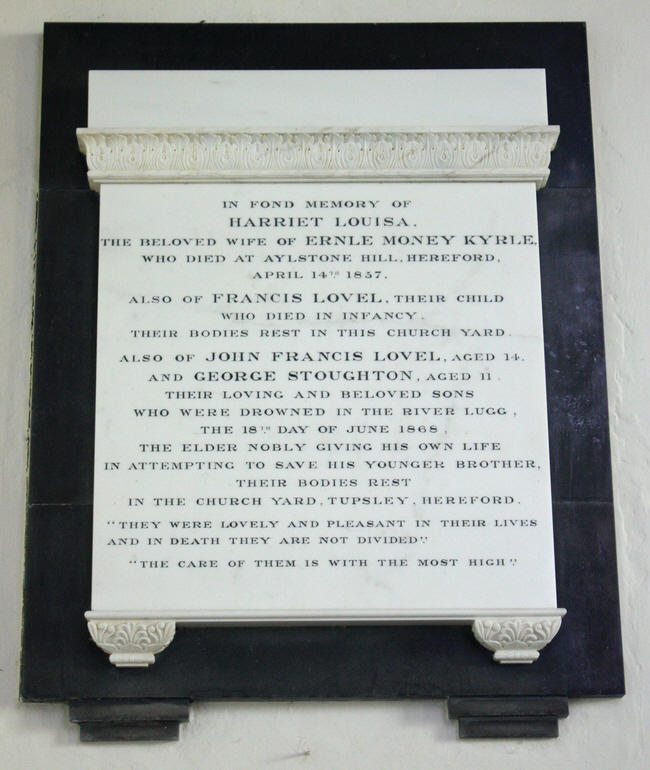 IN FOND MEMORY OF
HARRIET LOUISA,
THE BELOVED WIFE OF ERNLE MONEY KYRLE,
WHO DIED AT AYLSTONE HILL, HEREFORD,
APRIL 14TH 1857.
ALSO OF FRANCIS LOVEL, THEIR CHILD
WHO DIED IN INFANCY.
THEIR BODIES REST IN THIS CHURCH YARD.
ALSO OF JOHN FRANCIS LOVEL, AGED 14.
AND GEORGE STOUGHTON, AGED 11.
THEIR LOVING AND BELOVED SONS
WHO WERE DROWNED IN THE RIVER LUGG,
THE 18TH DAY OF JUNE 1868,
THE ELDER NOBLY GIVING HIS OWN LIFE
IN ATTEMPTING TO SAVE HIS YOUNGER BROTHER,
THEIR BODIES REST
IN THE CHURCH YARD, TUPSLEY, HEREFORD.
"THEY WERE LOVELY AND PLEASANT IN THEIR LIVES
AND IN DEATH THEY ARE NOT DIVIDED."
"THE CARE OF THEM IS WITH THE MOST HIGH."